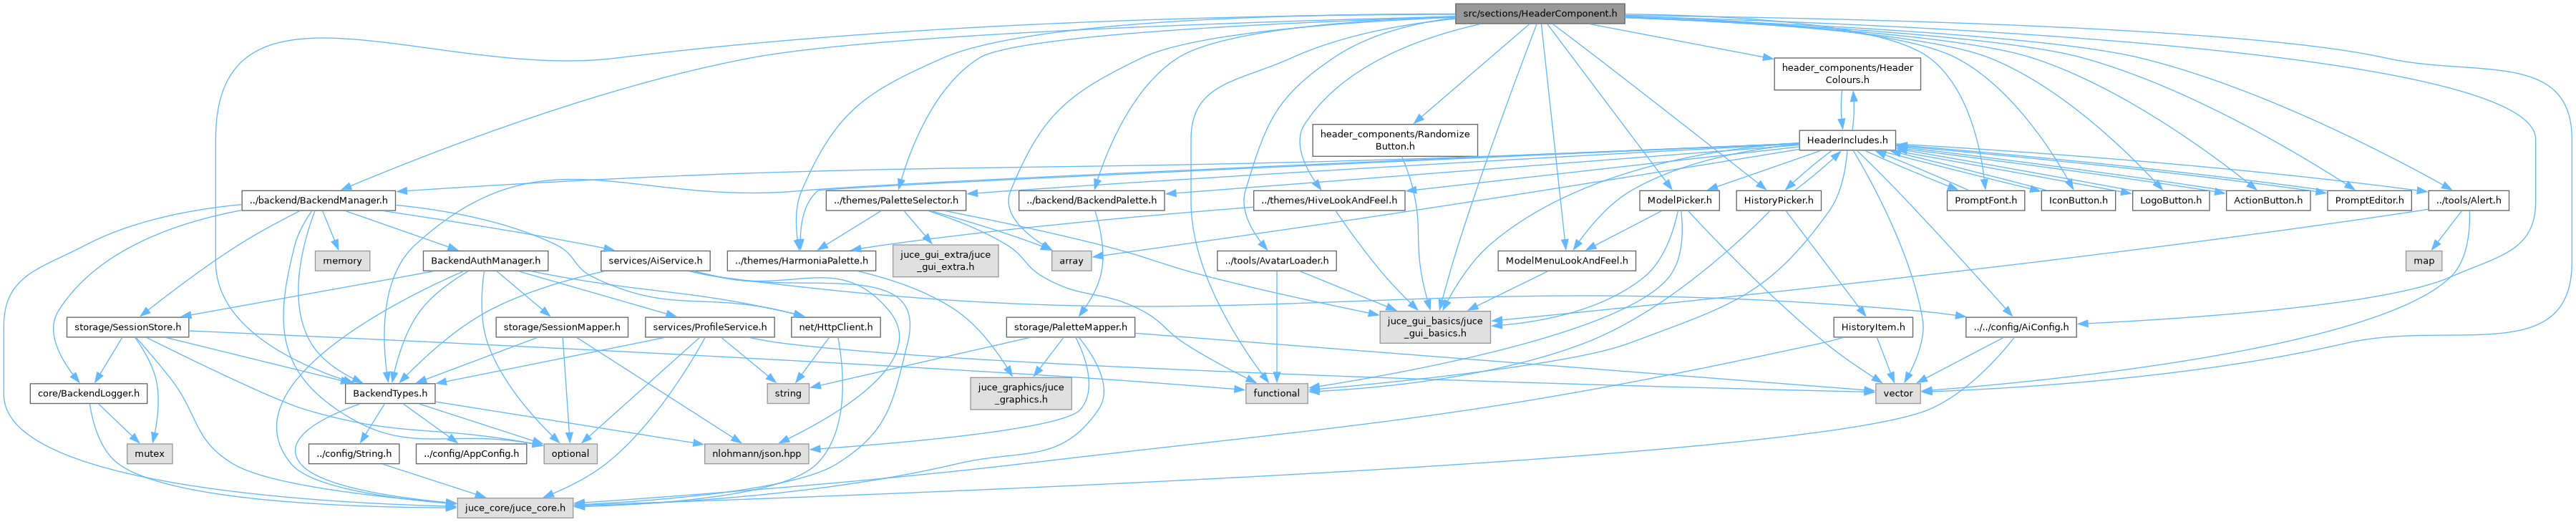 src/sections/HeaderComponent.h
header_components/Header
Colours.h
header_components/Randomize
Button.h
HeaderIncludes.h
../backend/BackendManager.h
../themes/PaletteSelector.h
../backend/BackendPalette.h
../themes/HiveLookAndFeel.h
ModelPicker.h
HistoryPicker.h
PromptFont.h
IconButton.h
LogoButton.h
ActionButton.h
PromptEditor.h
../tools/Alert.h
memory
BackendAuthManager.h
services/AiService.h
../themes/HarmoniaPalette.h
juce_gui_extra/juce
_gui_extra.h
array
../tools/AvatarLoader.h
ModelMenuLookAndFeel.h
map
storage/SessionStore.h
storage/SessionMapper.h
services/ProfileService.h
net/HttpClient.h
storage/PaletteMapper.h
juce_gui_basics/juce
_gui_basics.h
HistoryItem.h
../../config/AiConfig.h
core/BackendLogger.h
BackendTypes.h
string
juce_graphics/juce
_graphics.h
functional
vector
mutex
../config/String.h
../config/AppConfig.h
optional
nlohmann/json.hpp
juce_core/juce_core.h